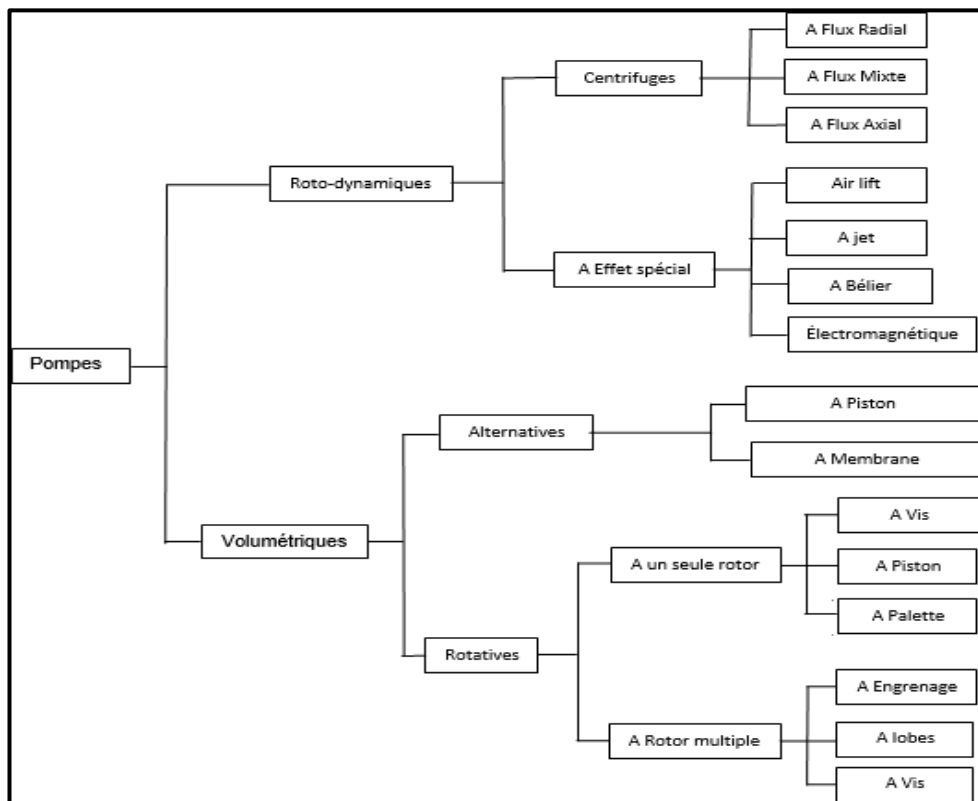 A Flux Radial
Centrifuges
A Flux Mixte
A Flux Axial
Roto-dynamiques
Air lift
A jet
A Effet spécial
A Bélier
Électromagnétique
Pompes
A Piston
Alternatives
A Membrane
A Vis
Volumétriques
A un seule rotor
A Piston
A Palette
Rotatives
A Engrenage
A Rotor multiple
A lobes
A Vis